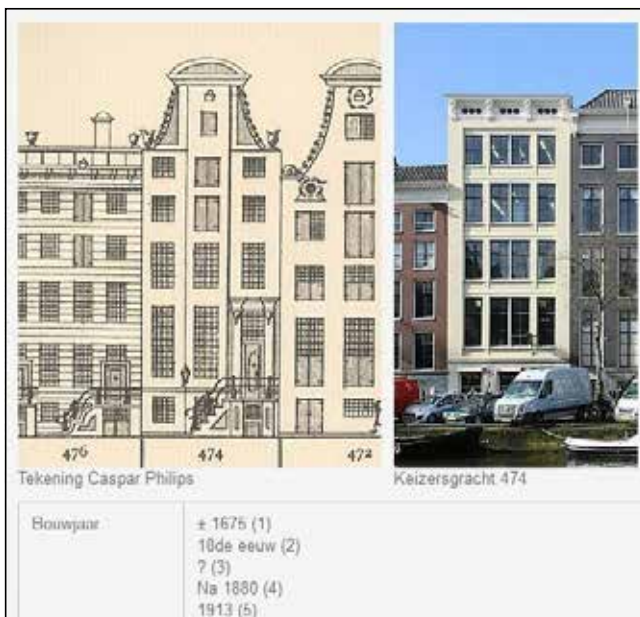 476
474
472
Tekening Caspar Philips
Keizersgracht 474
Bouwjaar
± 1675 (1)
18de eeuw (2)
? (3)
Na 1880 (4)
1913 (5)